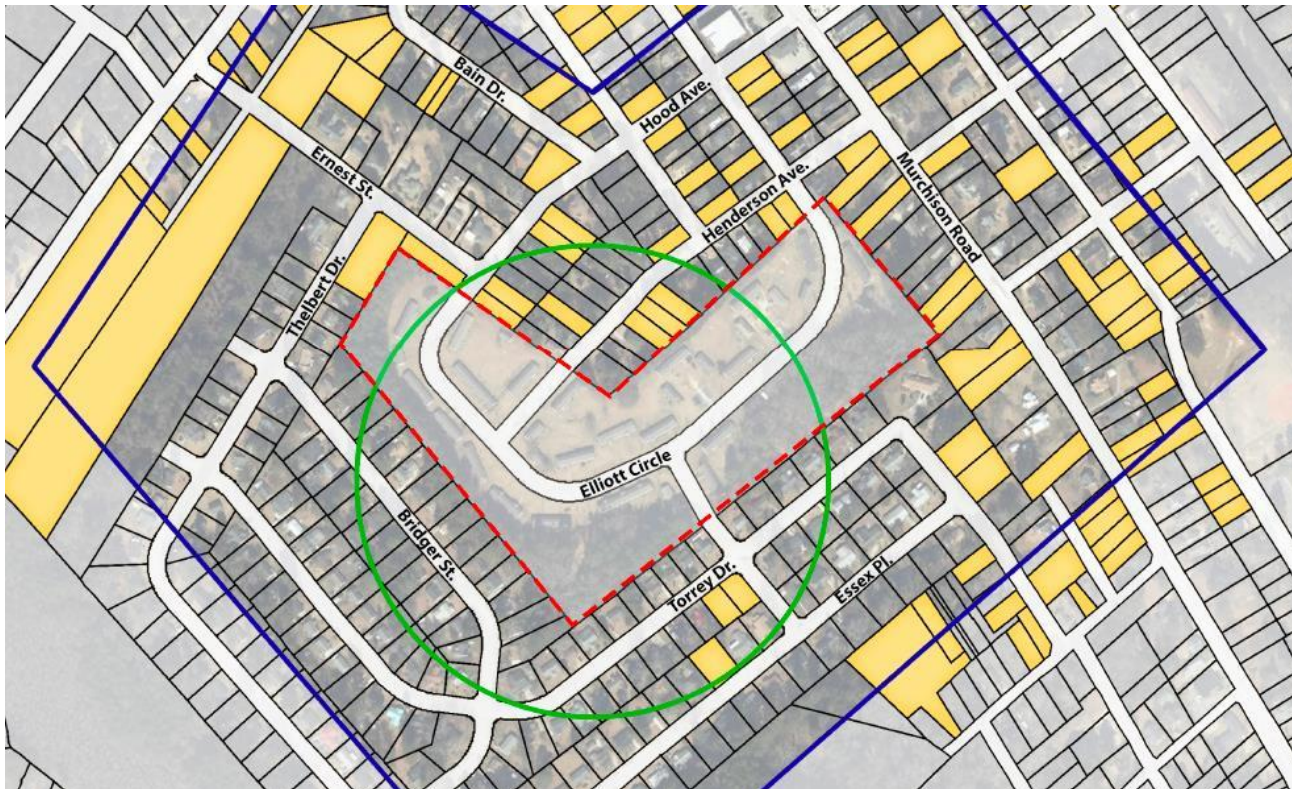 Bain Dr.
Hood Ave.
Ernest St.
Henderson Ave.
Murchison Road
Thelbert Dr.
Elliott Circle
Bridger St.
Torrey Dr.
Essex Pl.